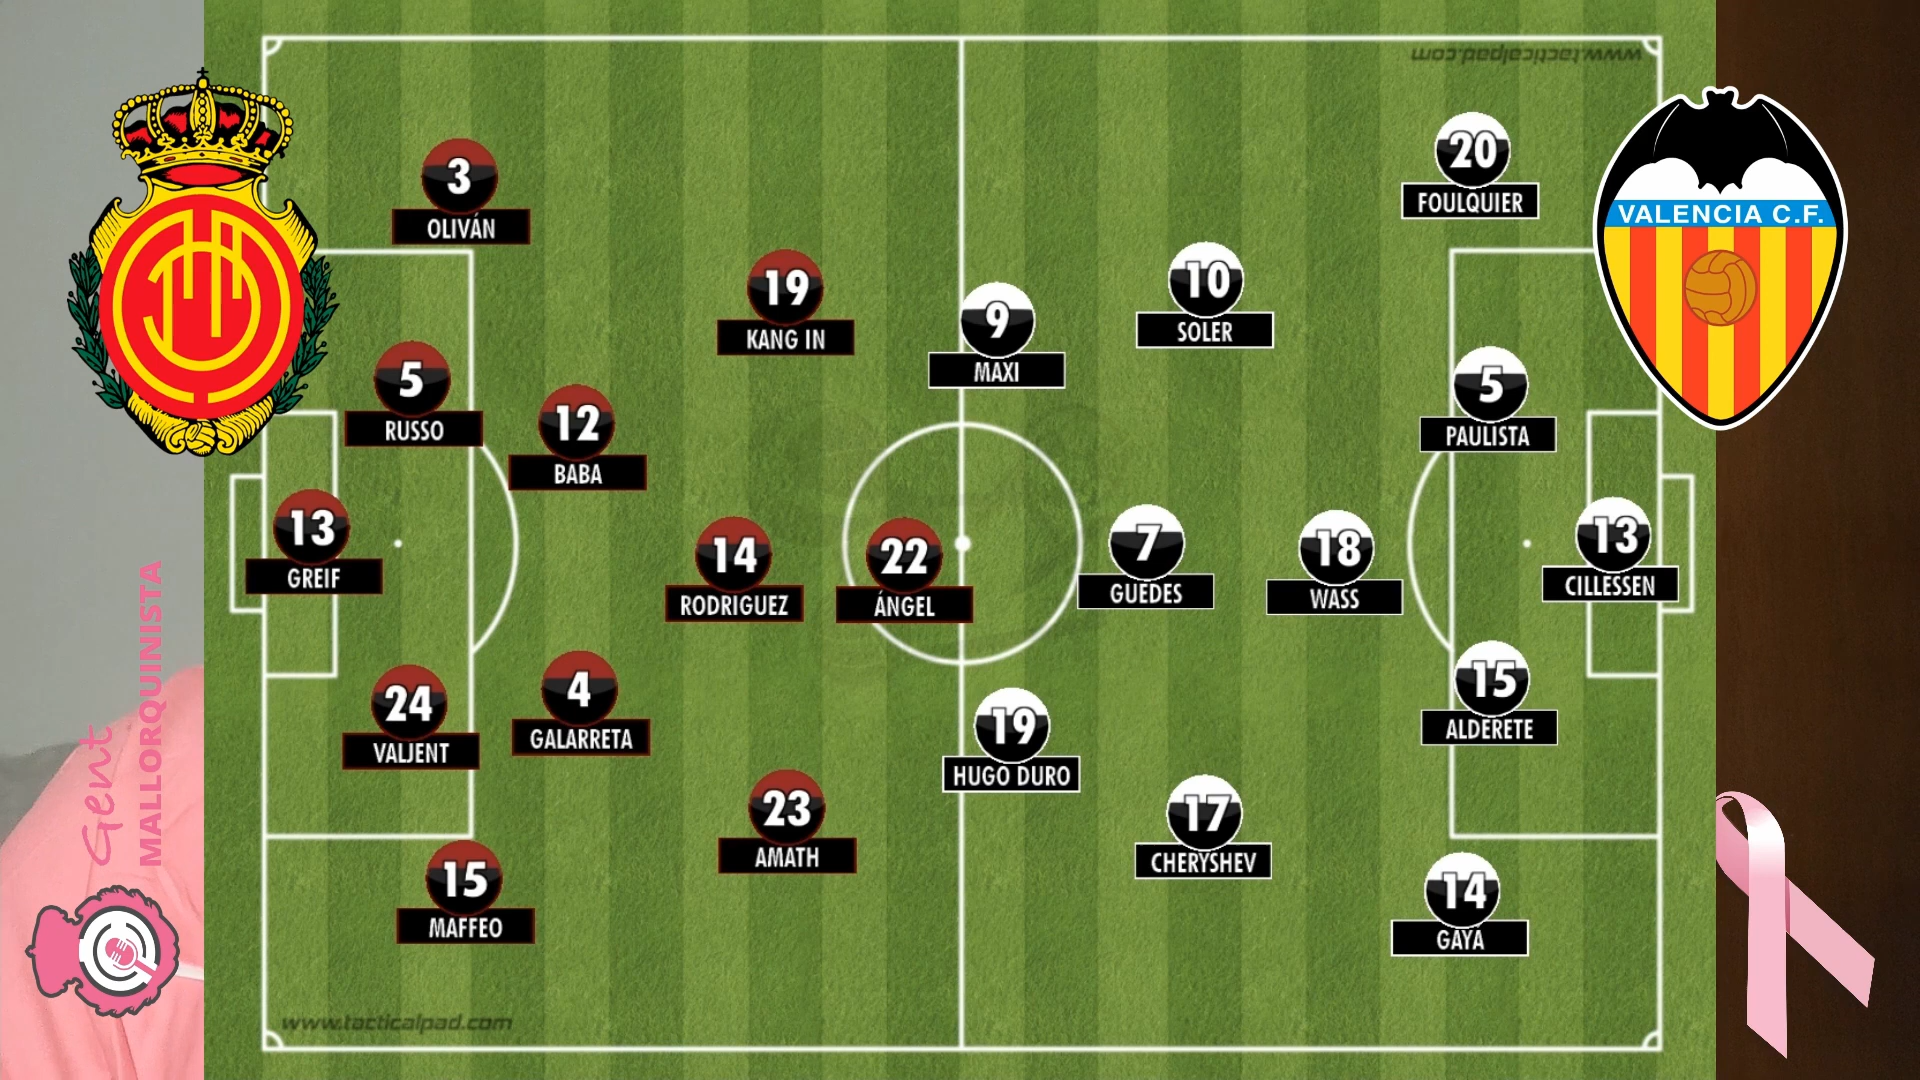 www.tacticalpad.com
VALENCIA C.F.
3
OLIVÁN
19
KANG IN
5
RUSSO
12
BABA
13
GREIF
14
RODRIGUEZ
22
ÁNGEL
24
VALJENT
4
GALARRETA
23
AMATH
15
MAFFEO
20
FOULQUIER
10
SOLER
9
MAXI
5
PAULISTA
7
GUEDES
18
WASS
13
CILLESSEN
15
ALDERETE
19
HUGO DURO
17
CHERYSHEV
14
GAYA
Gent
MALLORQUINISTA
www.tacticalpad.com